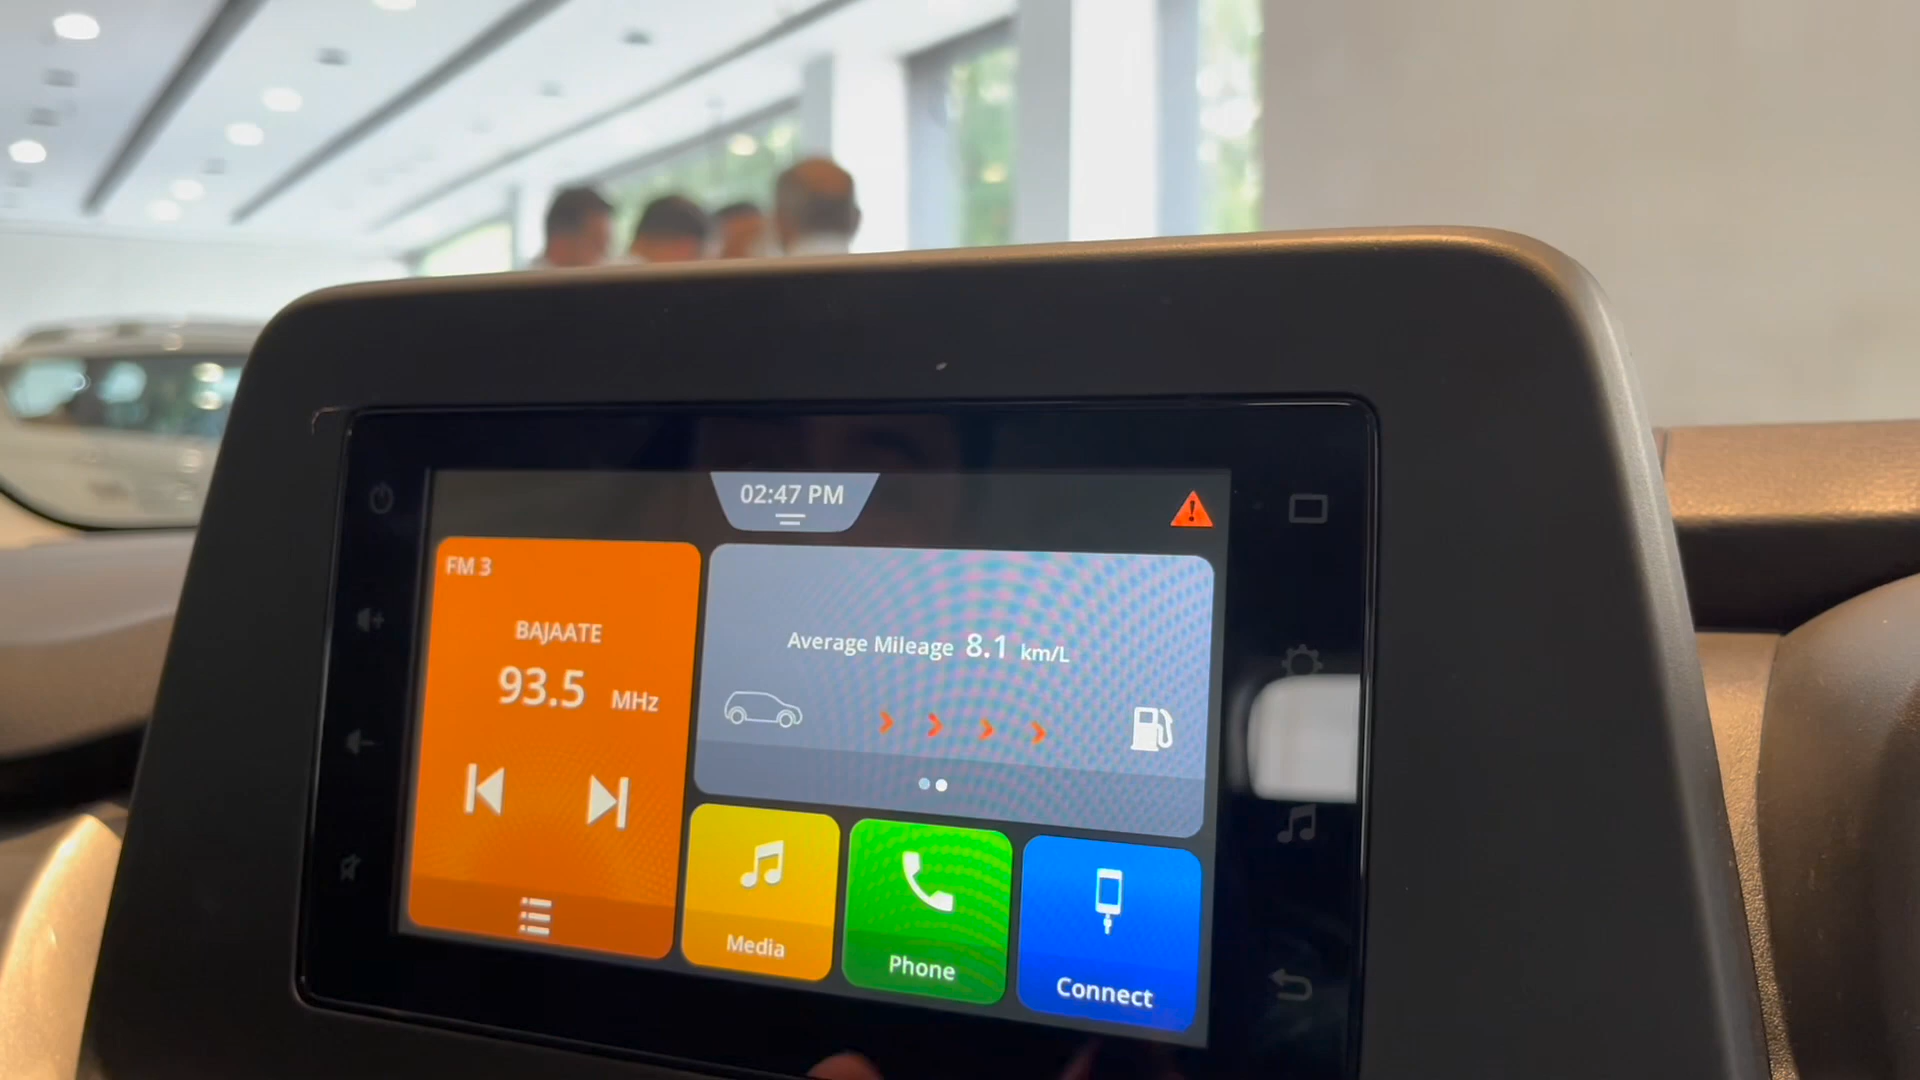 02:47 PM
FM 3
BAJAATE
93.5 MHz
Average Mileage 8.1 km/L
Media
Phone
Connect